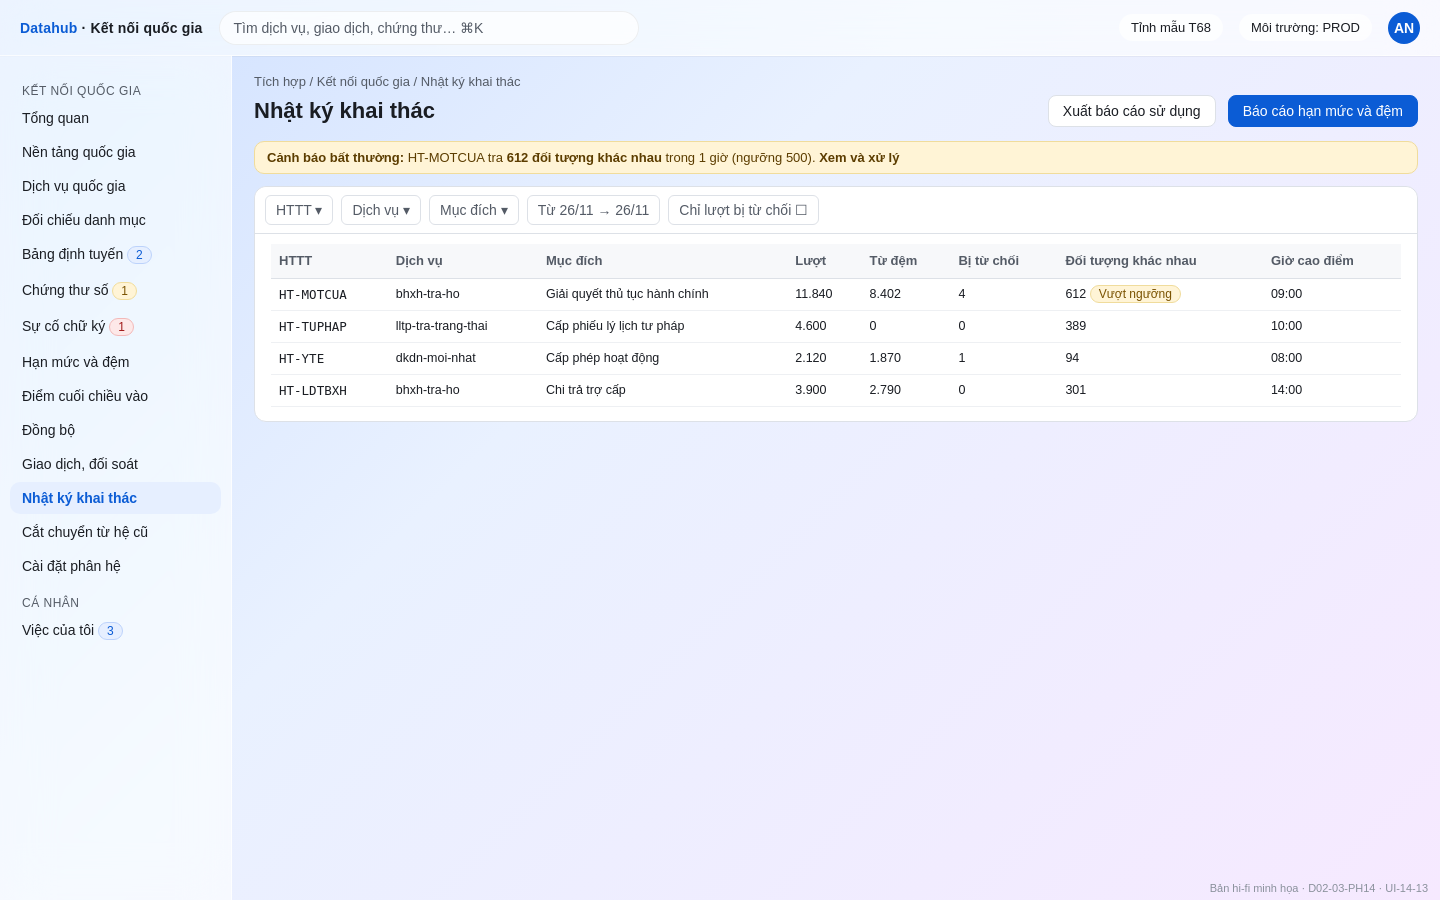 Datahub · Kết nối quốc gia
Tìm dịch vụ, giao dịch, chứng thư… ⌘K
Tỉnh mẫu T68
Môi trường: PROD
AN
KẾT NỐI QUỐC GIA
Tổng quan
Nền tảng quốc gia
Dịch vụ quốc gia
Đối chiếu danh mục
Bảng định tuyến 2
Chứng thư số 1
Sự cố chữ ký 1
Hạn mức và đệm
Điểm cuối chiều vào
Đồng bộ
Giao dịch, đối soát
Nhật ký khai thác
Cắt chuyển từ hệ cũ
Cài đặt phân hệ
CÁ NHÂN
Việc của tôi 3
Tích hợp / Kết nối quốc gia / Nhật ký khai thác
Nhật ký khai thác
Xuất báo cáo sử dụng
Báo cáo hạn mức và đệm
Cảnh báo bất thường: HT-MOTCUA tra 612 đối tượng khác nhau trong 1 giờ (ngưỡng 500). Xem và xử lý
HTTT ▾ Dịch vụ ▾ Mục đích ▾ Từ 26/11 → 26/11 Chỉ lượt bị từ chối ☐
HTTT Dịch vụ Mục đích Lượt Từ đệm Bị từ chối Đối tượng khác nhau Giờ cao điểm
HT-MOTCUA bhxh-tra-ho Giải quyết thủ tục hành chính 11.840 8.402 4 612 Vượt ngưỡng 09:00
HT-TUPHAP lltp-tra-trang-thai Cấp phiếu lý lịch tư pháp 4.600 0 0 389 10:00
HT-YTE dkdn-moi-nhat Cấp phép hoạt động 2.120 1.870 1 94 08:00
HT-LDTBXH bhxh-tra-ho Chi trả trợ cấp 3.900 2.790 0 301 14:00
Bản hi-fi minh họa · D02-03-PH14 · UI-14-13